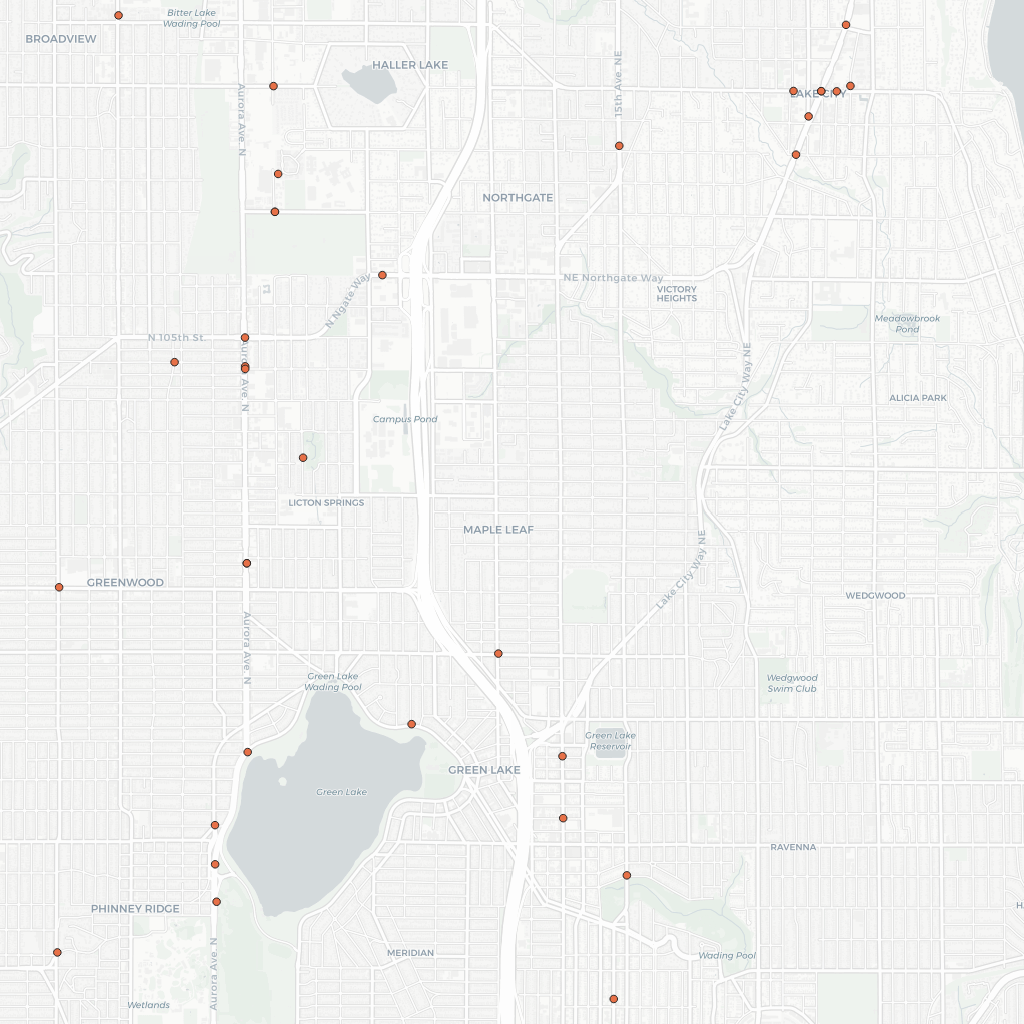 Bitter Lake
Wading Pool
BROADVIEW
HALLER LAKE
LAKE CITY
Aurora Ave. N
15th Ave. NE
NORTHGATE
NE Northgate Way
VICTORY
HEIGHTS
N Ngate Way
Meadowbrook
Pond
N 105th St.
Aurora Ave. N
Lake City Way NE
ALICIA PARK
Campus Pond
LICTON SPRINGS
MAPLE LEAF
GREENWOOD
Lake City Way NE
WEDGWOOD
Aurora Ave. N
Green Lake
Wading Pool
Wedgwood
Swim Club
Green Lake
Reservoir
GREEN LAKE
Green Lake
RAVENNA
PHINNEY RIDGE
H
MERIDIAN
Wading Pool
Aurora Ave. N
Wetlands